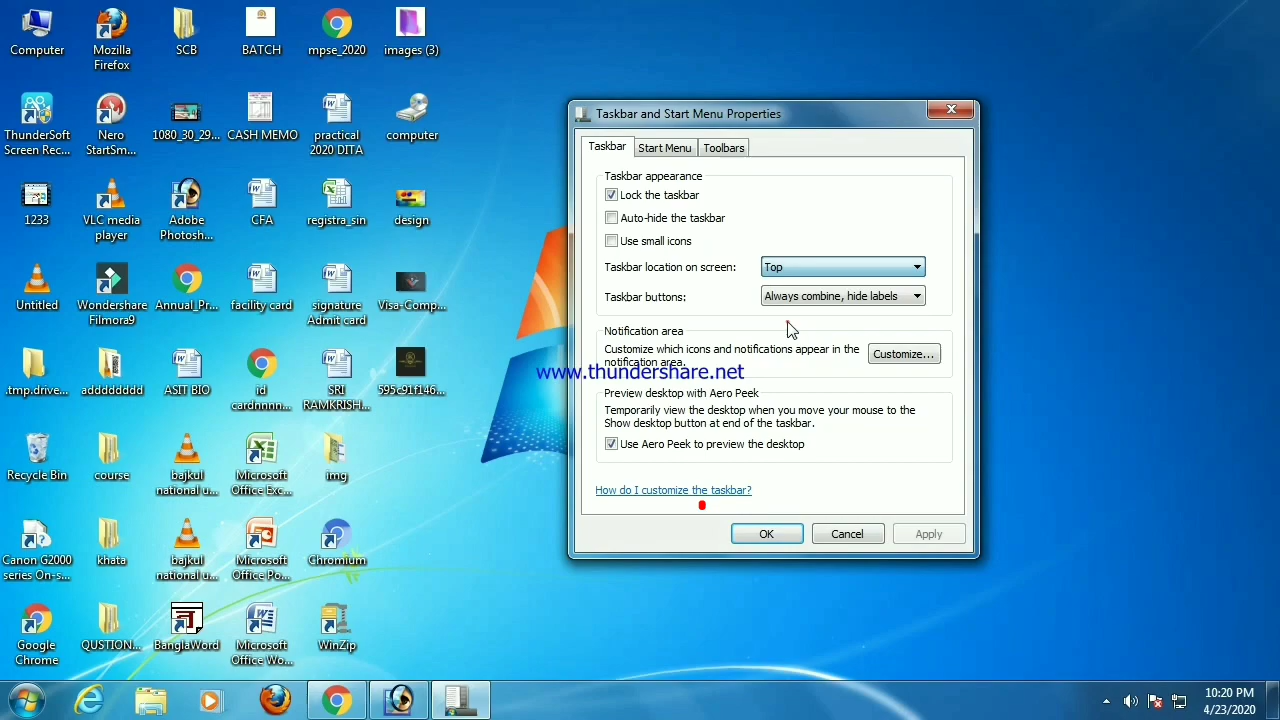 Computer
Mozilla
Firefox
SCB
BATCH
mpse_2020
images (3)
ThunderSoft
Screen Rec...
Nero
StartSm...
1080_30_29...
CASH MEMO
practical
2020 DITA
computer
1233
VLC media
player
Adobe
Photosh...
CFA
registra_sin
design
Untitled
Wondershare
Filmora9
Annual_Pr...
facility card
signature
Admit card
Visa-Comp...
.tmp.drive...
addddddddd
ASIT BIO
id
cardnnnn...
SRI
RAMKRISH...
595c91f146...
Recycle Bin
course
bajkul
national u...
Microsoft
Office Exc...
img
Canon G2000
series On-s...
khata
bajkul
national u...
Microsoft
Office Po...
Chromium
Google
Chrome
QUSTION...
BanglaWord
Microsoft
Office Wo...
WinZip
Taskbar and Start Menu Properties
Taskbar
Start Menu
Toolbars
Taskbar appearance
Lock the taskbar
Auto-hide the taskbar
Use small icons
Taskbar location on screen:
Top
Taskbar buttons:
Always combine, hide labels
Notification area
Customize which icons and notifications appear in the
notification area.
Customize...
www.thundershare.net
Preview desktop with Aero Peek
Temporarily view the desktop when you move your mouse to the
Show desktop button at end of the taskbar.
Use Aero Peek to preview the desktop
How do I customize the taskbar?
OK
Cancel
Apply
10:20 PM
4/23/2020